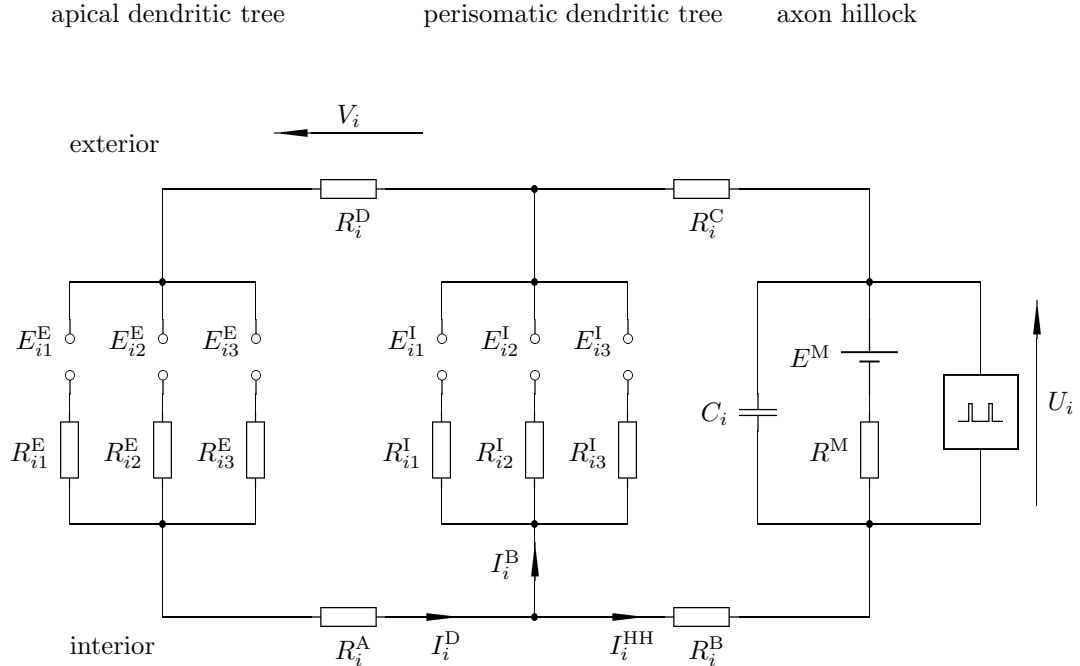 apical dendritic tree perisomatic dendritic tree axon hillock
V_i
exterior
R_i^D R_i^C
E_{i1}^E E_{i2}^E E_{i3}^E E_{i1}^I E_{i2}^I E_{i3}^I
E^M
C_i U_i
R_{i1}^E R_{i2}^E R_{i3}^E R_{i1}^I R_{i2}^I R_{i3}^I R^M
I_i^B
interior
R_i^A I_i^D I_i^{HH} R_i^B